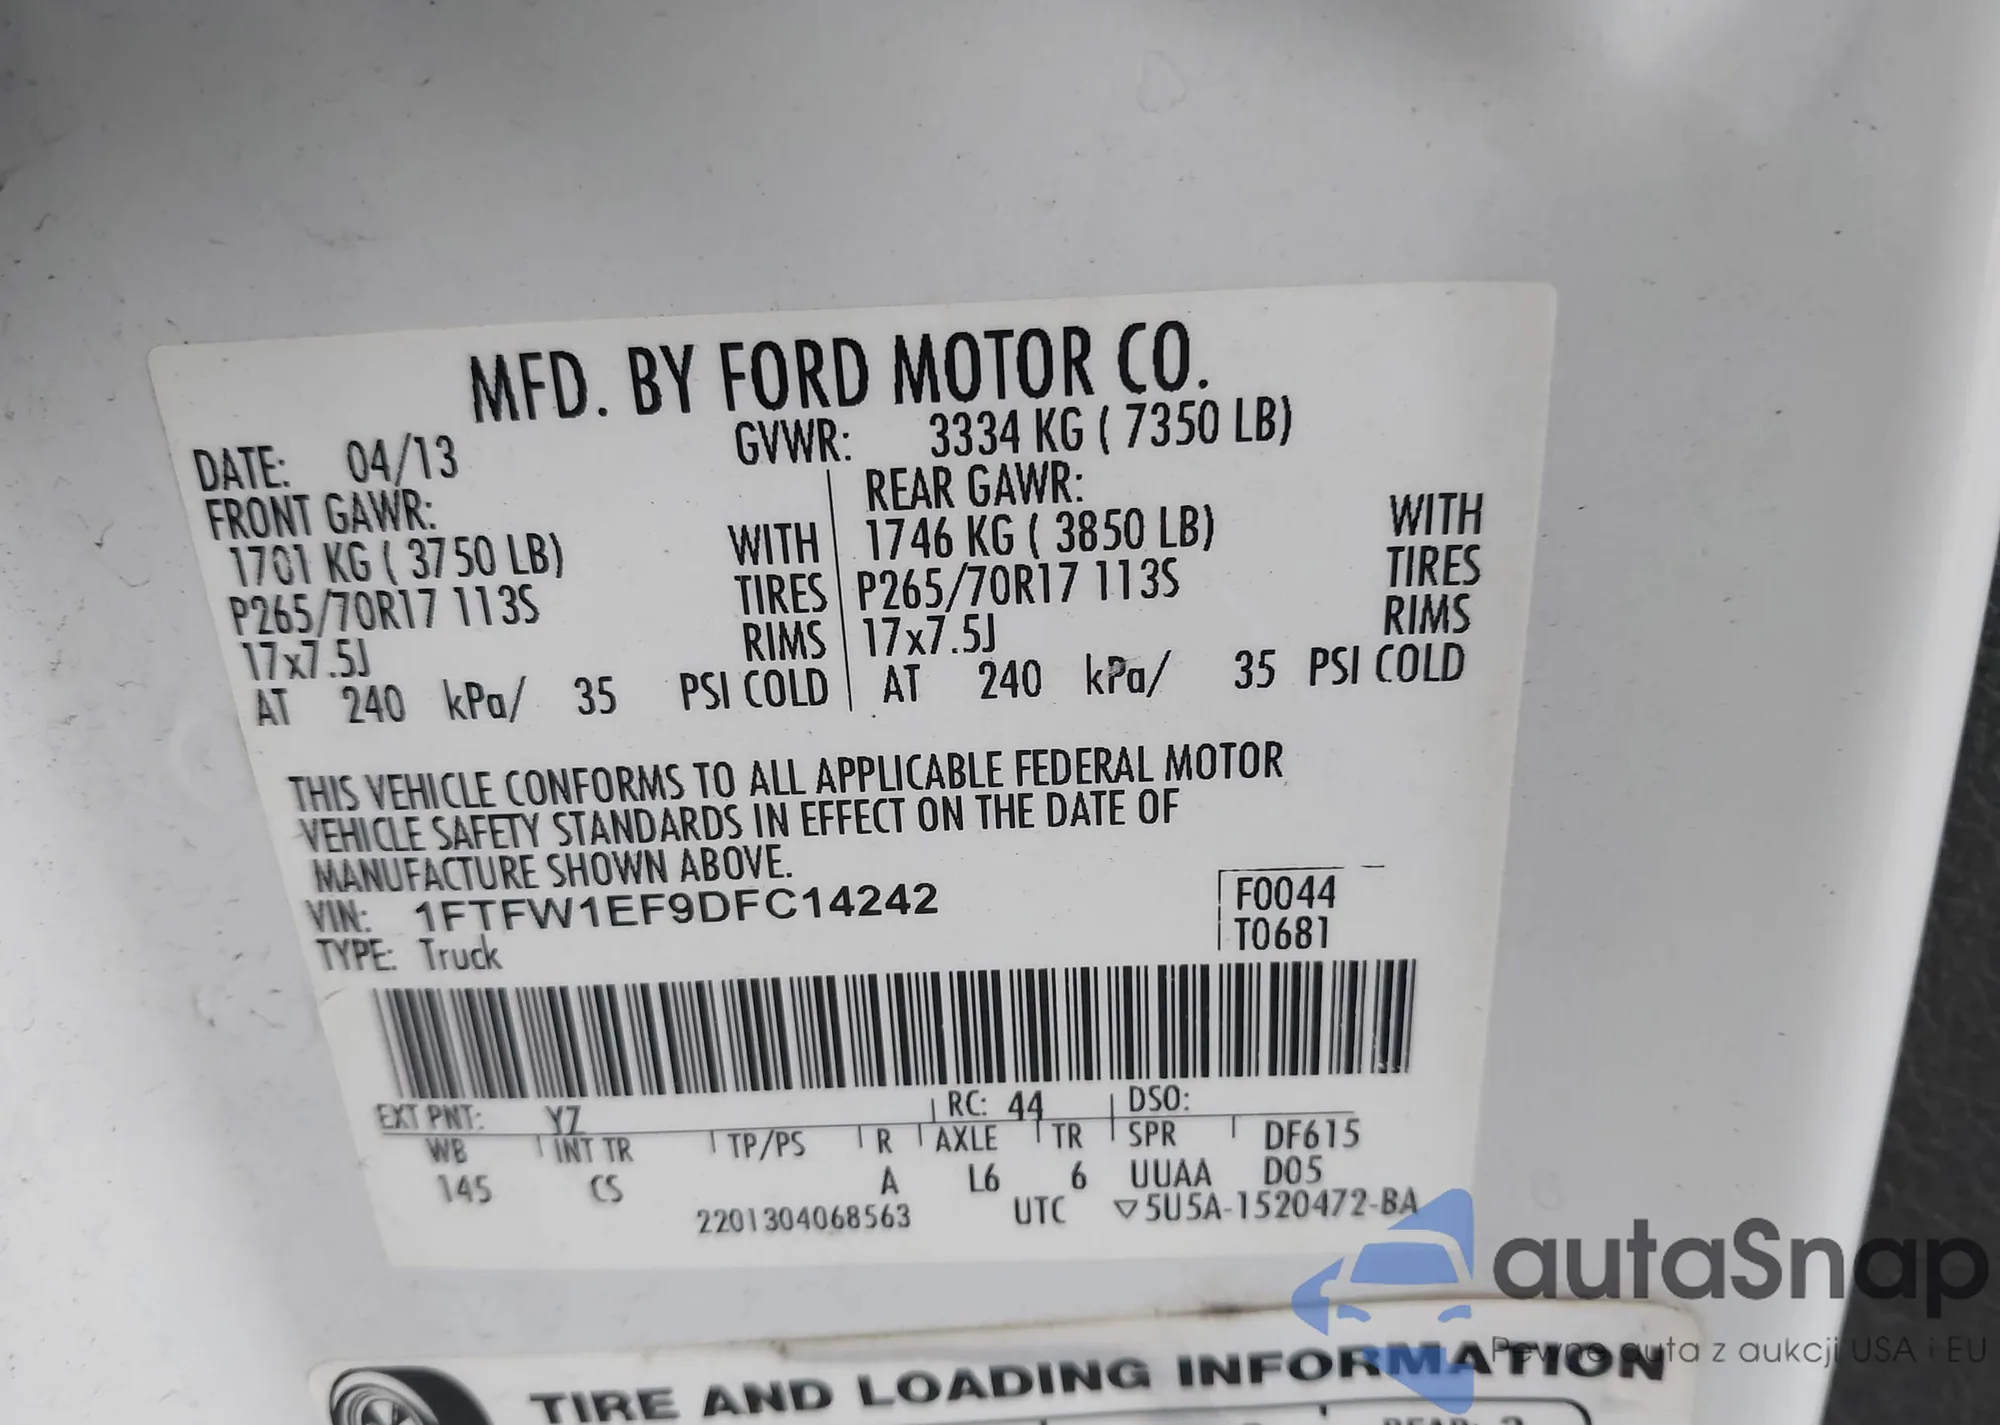 MFD. BY FORD MOTOR CO.
DATE: 04/13 GVWR: 3334 KG ( 7350 LB)
FRONT GAWR: REAR GAWR:
1701 KG ( 3750 LB) WITH 1746 KG ( 3850 LB) WITH
P265/70R17 113S TIRES P265/70R17 113S TIRES
17x7.5J RIMS 17x7.5J RIMS
AT 240 kPa/ 35 PSI COLD AT 240 kPa/ 35 PSI COLD
THIS VEHICLE CONFORMS TO ALL APPLICABLE FEDERAL MOTOR
VEHICLE SAFETY STANDARDS IN EFFECT ON THE DATE OF
MANUFACTURE SHOWN ABOVE.
VIN: 1FTFW1EF9DFC14242 F0044
TYPE: Truck T0681
EXT PNT: YZ RC: 44 DSO:
WB INT TR TP/PS R AXLE TR SPR DF615
145 CS A L6 6 UUAA D05
2201304068563 UTC ▽5U5A-1520472-BA
autaSnap
Pewne auta z aukcji USA i EU
TIRE AND LOADING INFORMATION